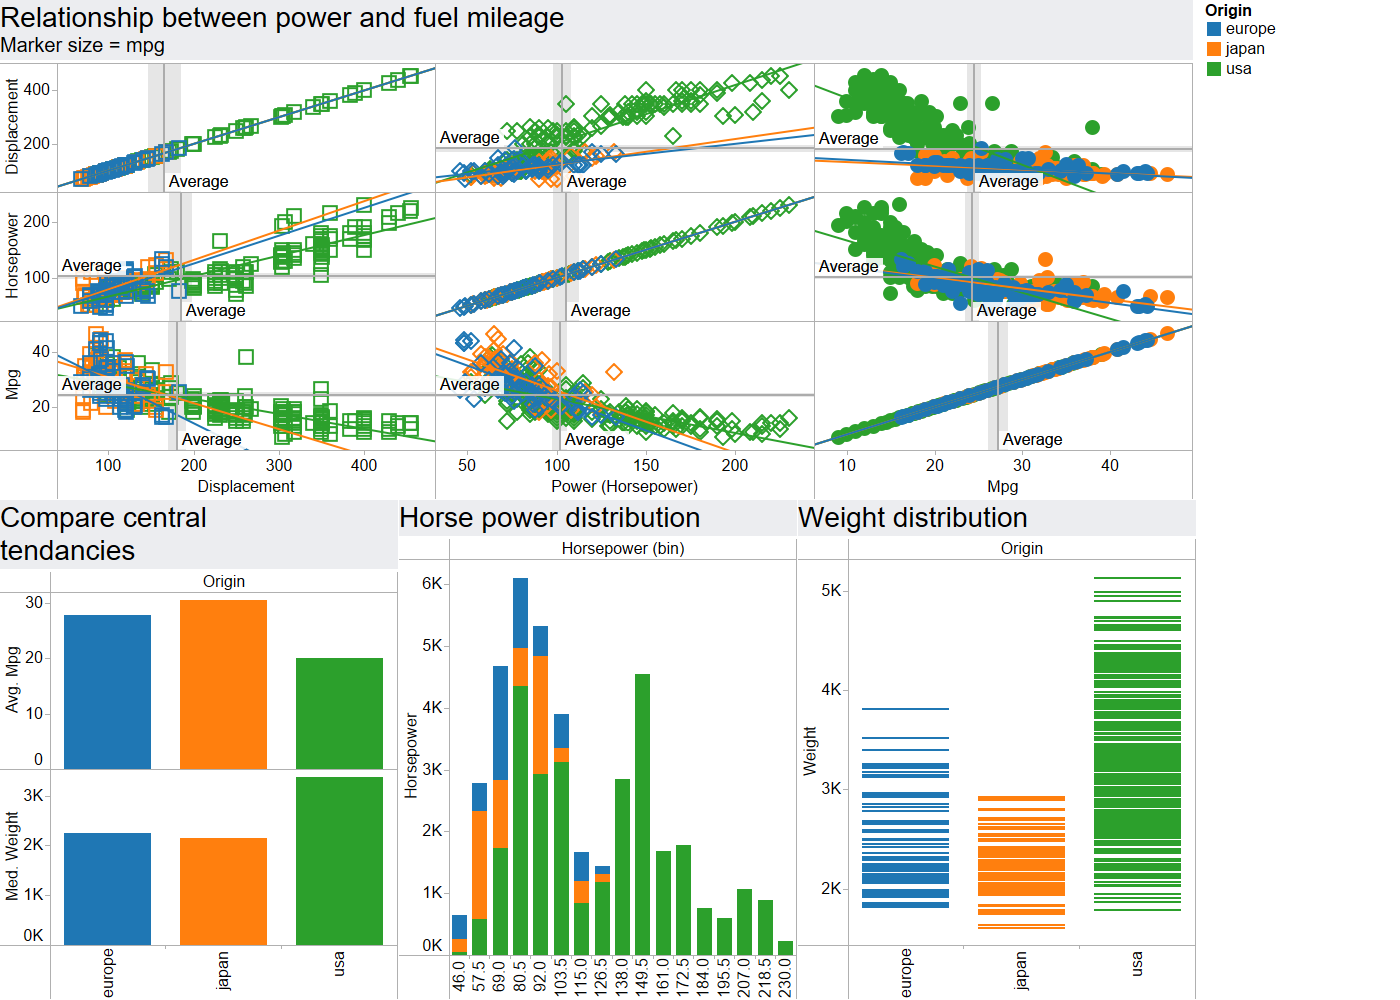 Relationship between power and fuel mileage
Marker size = mpg
Origin
europe
japan
usa
Displacement
400
200
Average
Average
Average
Average
Average
Horsepower
200
100
Average
Average
Average
Average
Average
Mpg
40
20
Average
Average
Average
Average
Average
100 200 300 400
50 100 150 200
10 20 30 40
Displacement
Power (Horsepower)
Mpg
Compare central
tendancies
Origin
Avg. Mpg
30
20
10
0
Med. Weight
3K
2K
1K
0K
europe
japan
usa
Horse power distribution
Horsepower (bin)
Horsepower
6K
5K
4K
3K
2K
1K
0K
46.0
57.5
69.0
80.5
92.0
103.5
115.0
126.5
138.0
149.5
161.0
172.5
184.0
195.5
207.0
218.5
230.0
Weight distribution
Origin
Weight
5K
4K
3K
2K
europe
japan
usa